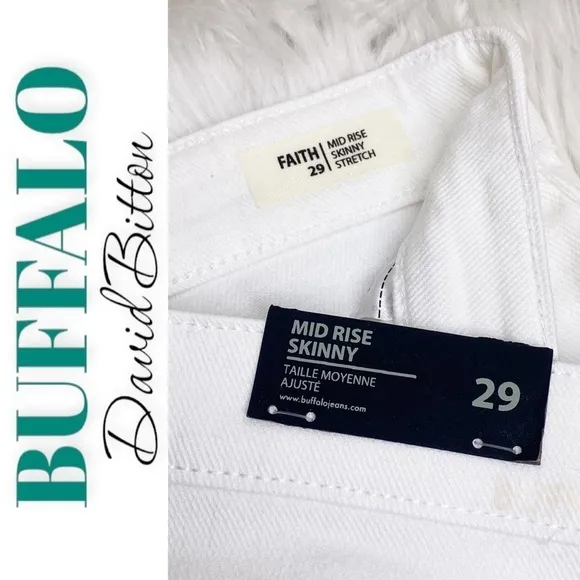 BUFFALO
David Bitton
FAITH
29
MID RISE
SKINNY
STRETCH
MID RISE
SKINNY
TAILLE MOYENNE
AJUSTÉ
www.buffalojeans.com
29